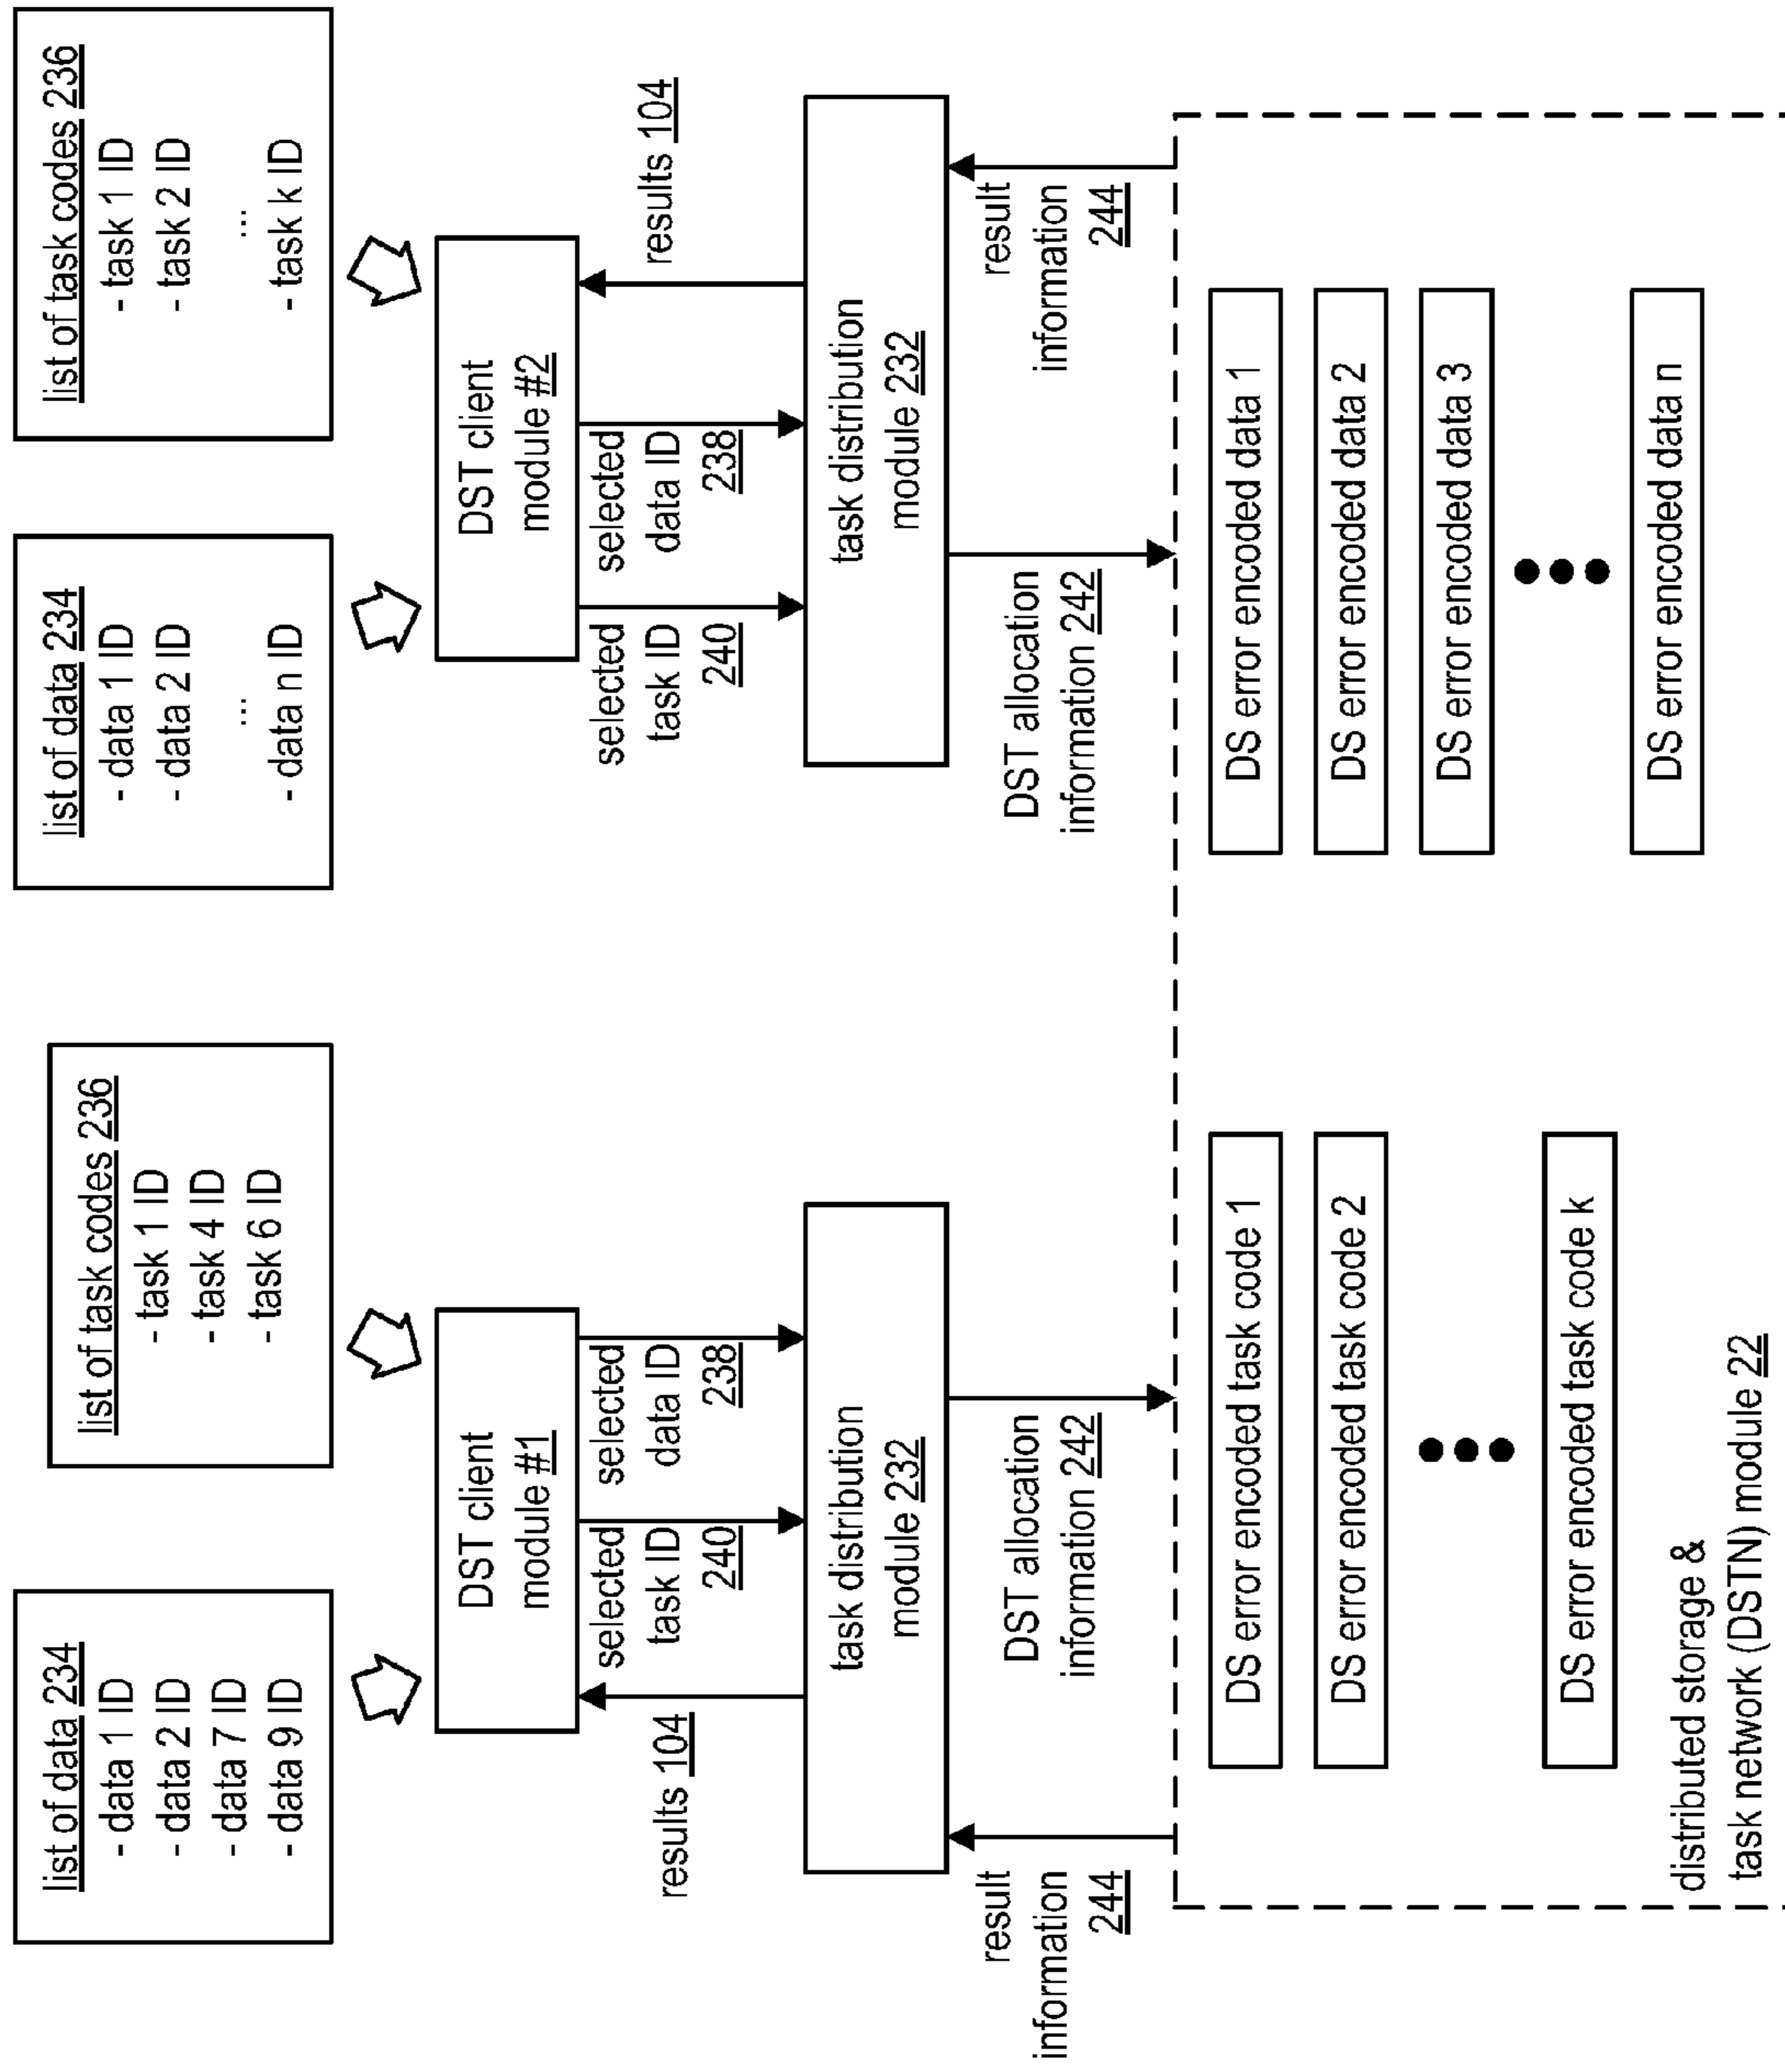 list of data 234
- data 1 ID
- data 2 ID
- data 7 ID
- data 9 ID
list of task codes 236
- task 1 ID
- task 4 ID
- task 6 ID
list of data 234
- data 1 ID
- data 2 ID
...
- data n ID
list of task codes 236
- task 1 ID
- task 2 ID
...
- task k ID
DST client
module #1
DST client
module #2
results 104
selected
task ID
240
selected
data ID
238
selected
task ID
240
selected
data ID
238
results 104
task distribution
module 232
task distribution
module 232
result
information
244
DST allocation
information 242
DST allocation
information 242
result
information
244
DS error encoded task code 1
DS error encoded task code 2
DS error encoded task code k
DS error encoded data 1
DS error encoded data 2
DS error encoded data 3
DS error encoded data n
distributed storage &
task network (DSTN) module 22